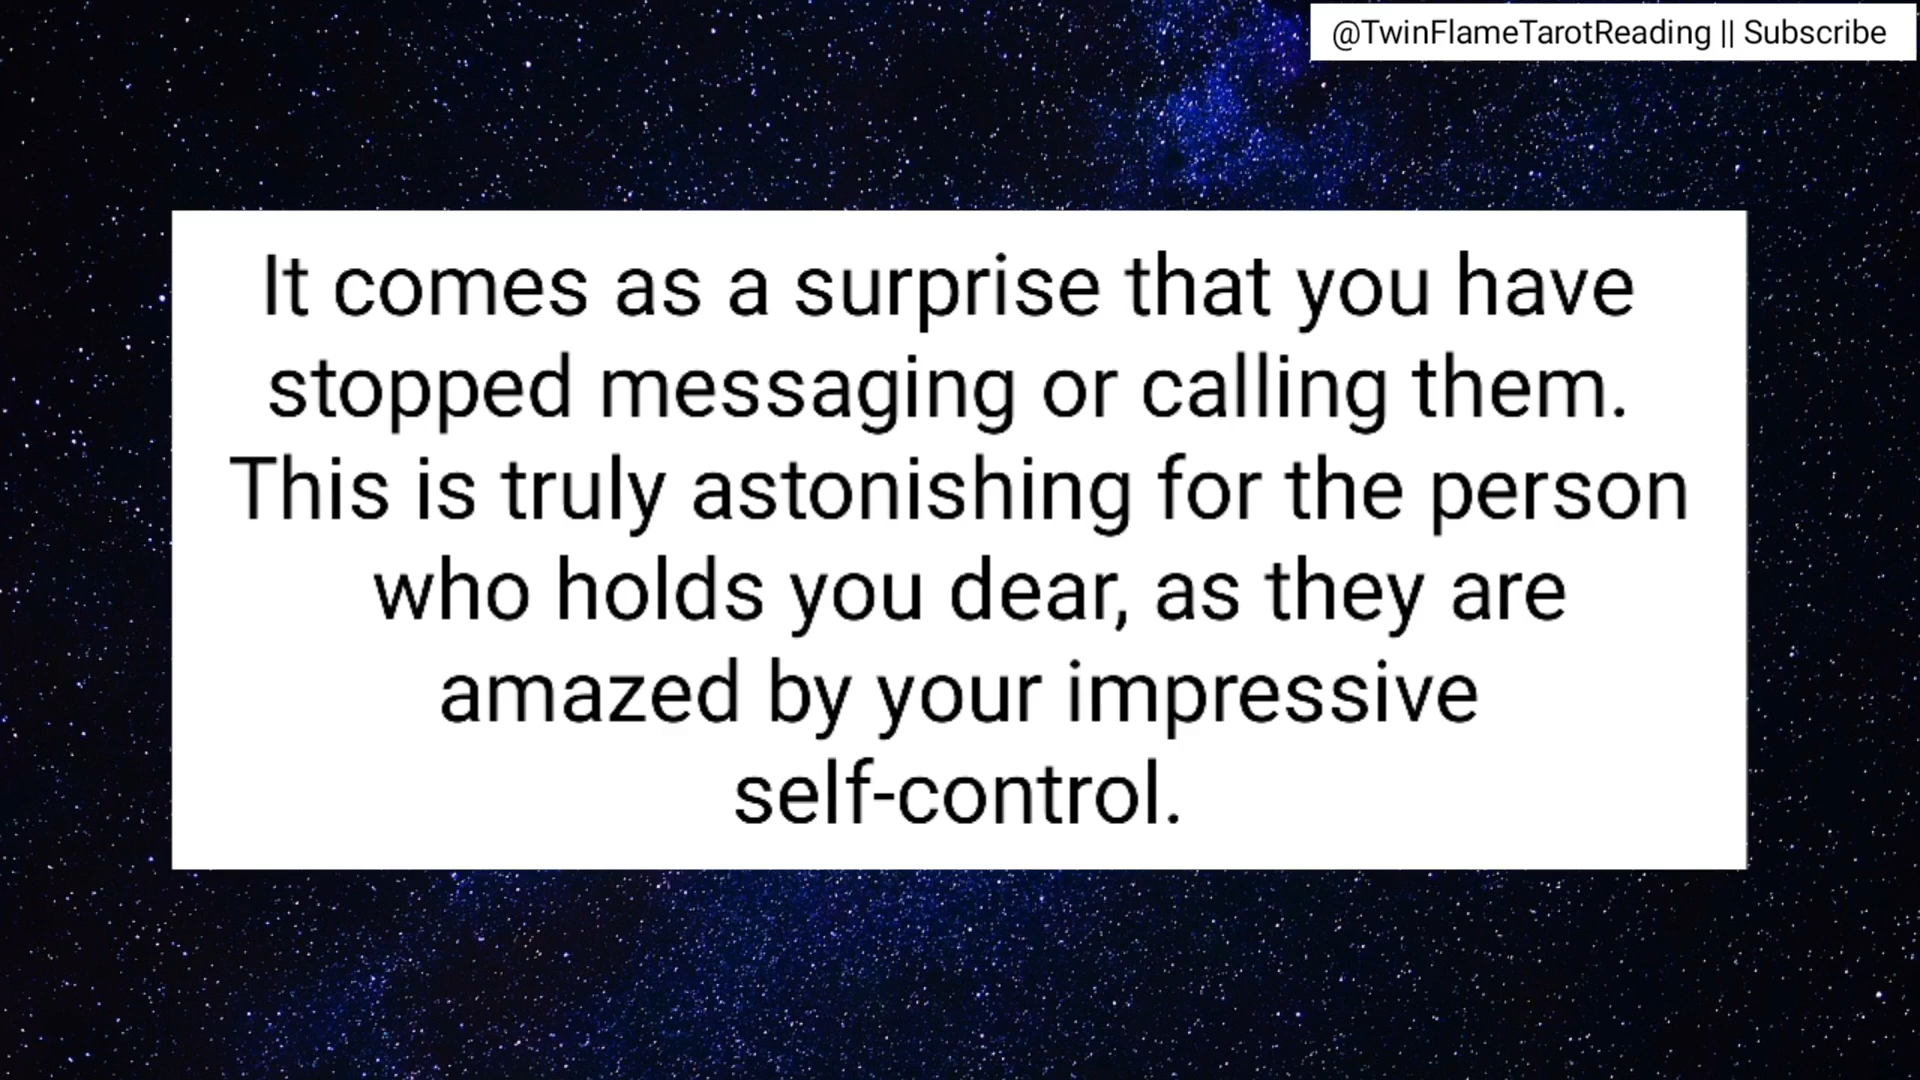 @TwinFlameTarotReading || Subscribe
It comes as a surprise that you have
stopped messaging or calling them.
This is truly astonishing for the person
who holds you dear, as they are
amazed by your impressive
self-control.